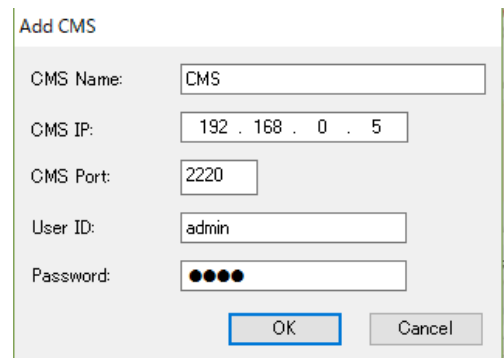 Add CMS
CMS Name: CMS
CMS IP: 192 . 168 . 0 . 5
CMS Port: 2220
User ID: admin
Password: ●●●●
OK Cancel